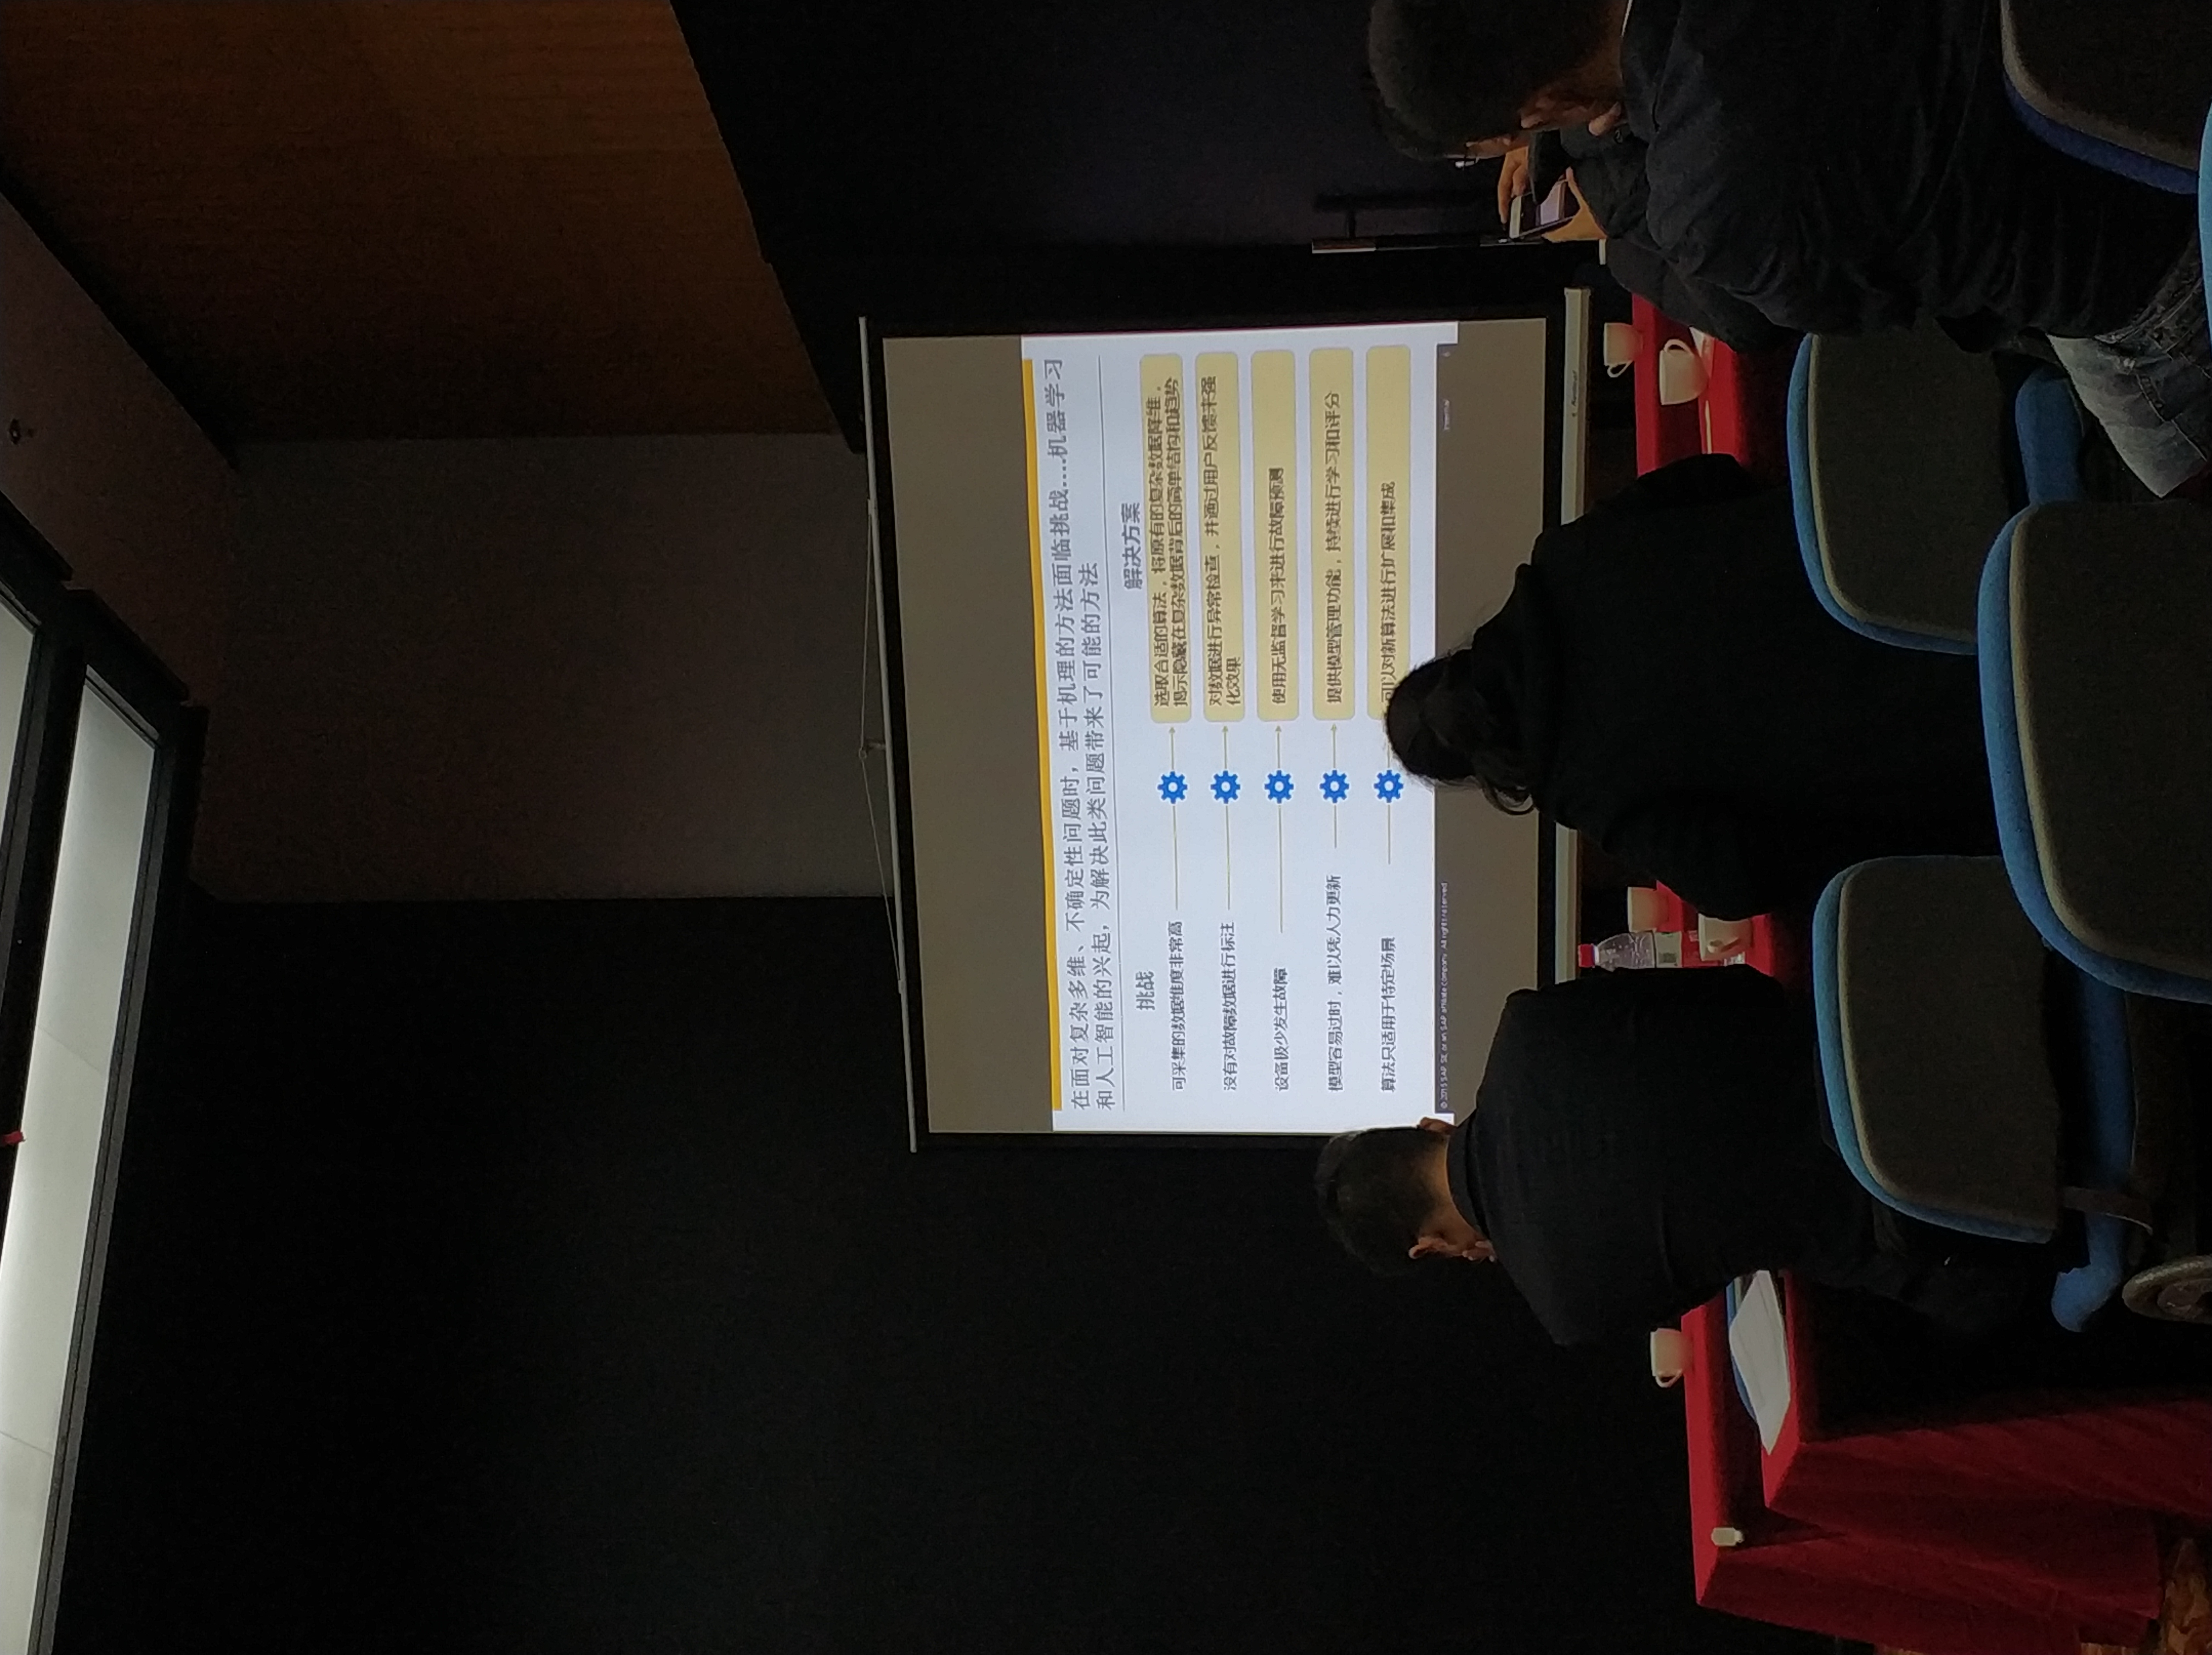 在面对复杂多维、不确定性问题时，基于机理的方法面临挑战....机器学习
和人工智能的兴起，为解决此类问题带来了可能的方法
挑战
解决方案
可采集的数据维度非常高
选取合适的算法，将原有的复杂数据降维，
揭示隐藏在复杂数据背后的简单结构和趋势
没有对故障数据进行标注
对数据进行异常检查，并通过用户反馈来强
化效果
设备极少发生故障
使用无监督学习来进行故障预测
模型容易过时，难以凭人力更新
提供模型管理功能，持续进行学习和评分
算法只适用于特定场景
可以对新算法进行扩展和集成
© 2015 SAP SE or an SAP affiliate company. All rights reserved